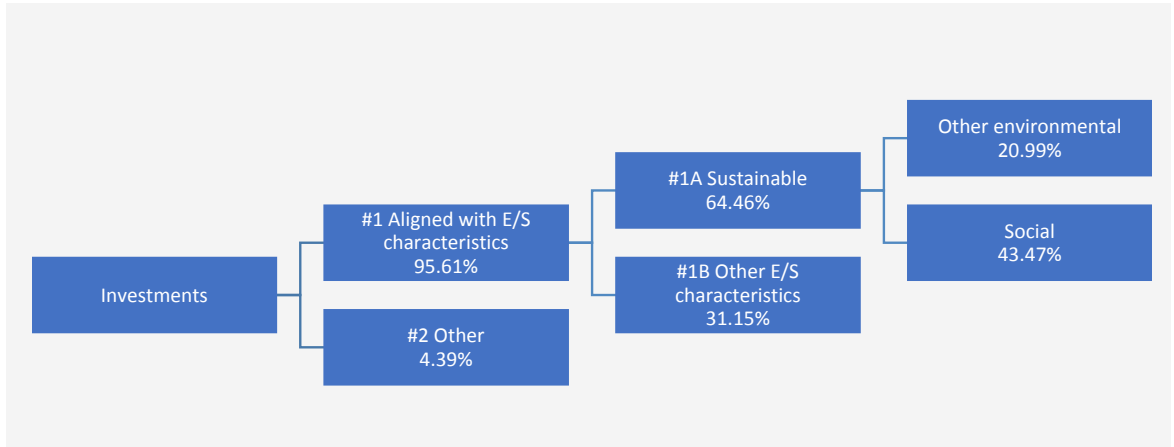 Investments
#1 Aligned with E/S
characteristics
95.61%
#2 Other
4.39%
#1A Sustainable
64.46%
#1B Other E/S
characteristics
31.15%
Other environmental
20.99%
Social
43.47%